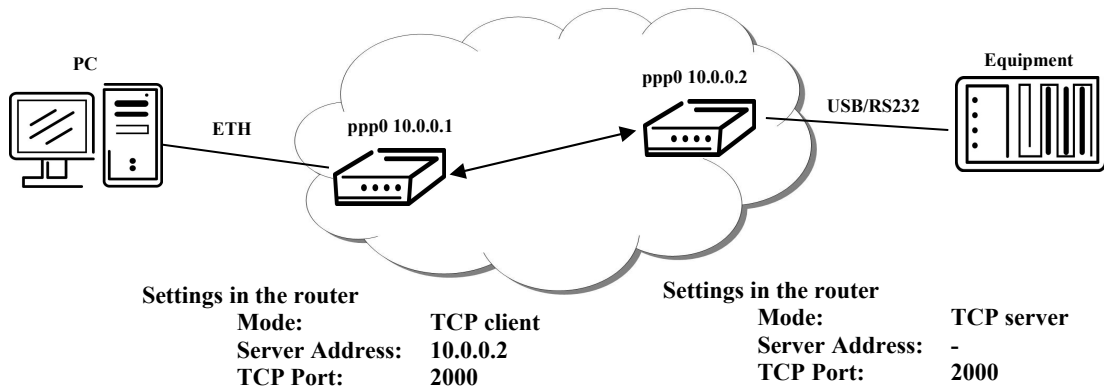 PC
Equipment
ppp0 10.0.0.2
USB/RS232
ETH
ppp0 10.0.0.1
Settings in the router
Mode: TCP client
Server Address: 10.0.0.2
TCP Port: 2000
Settings in the router
Mode: TCP server
Server Address: -
TCP Port: 2000